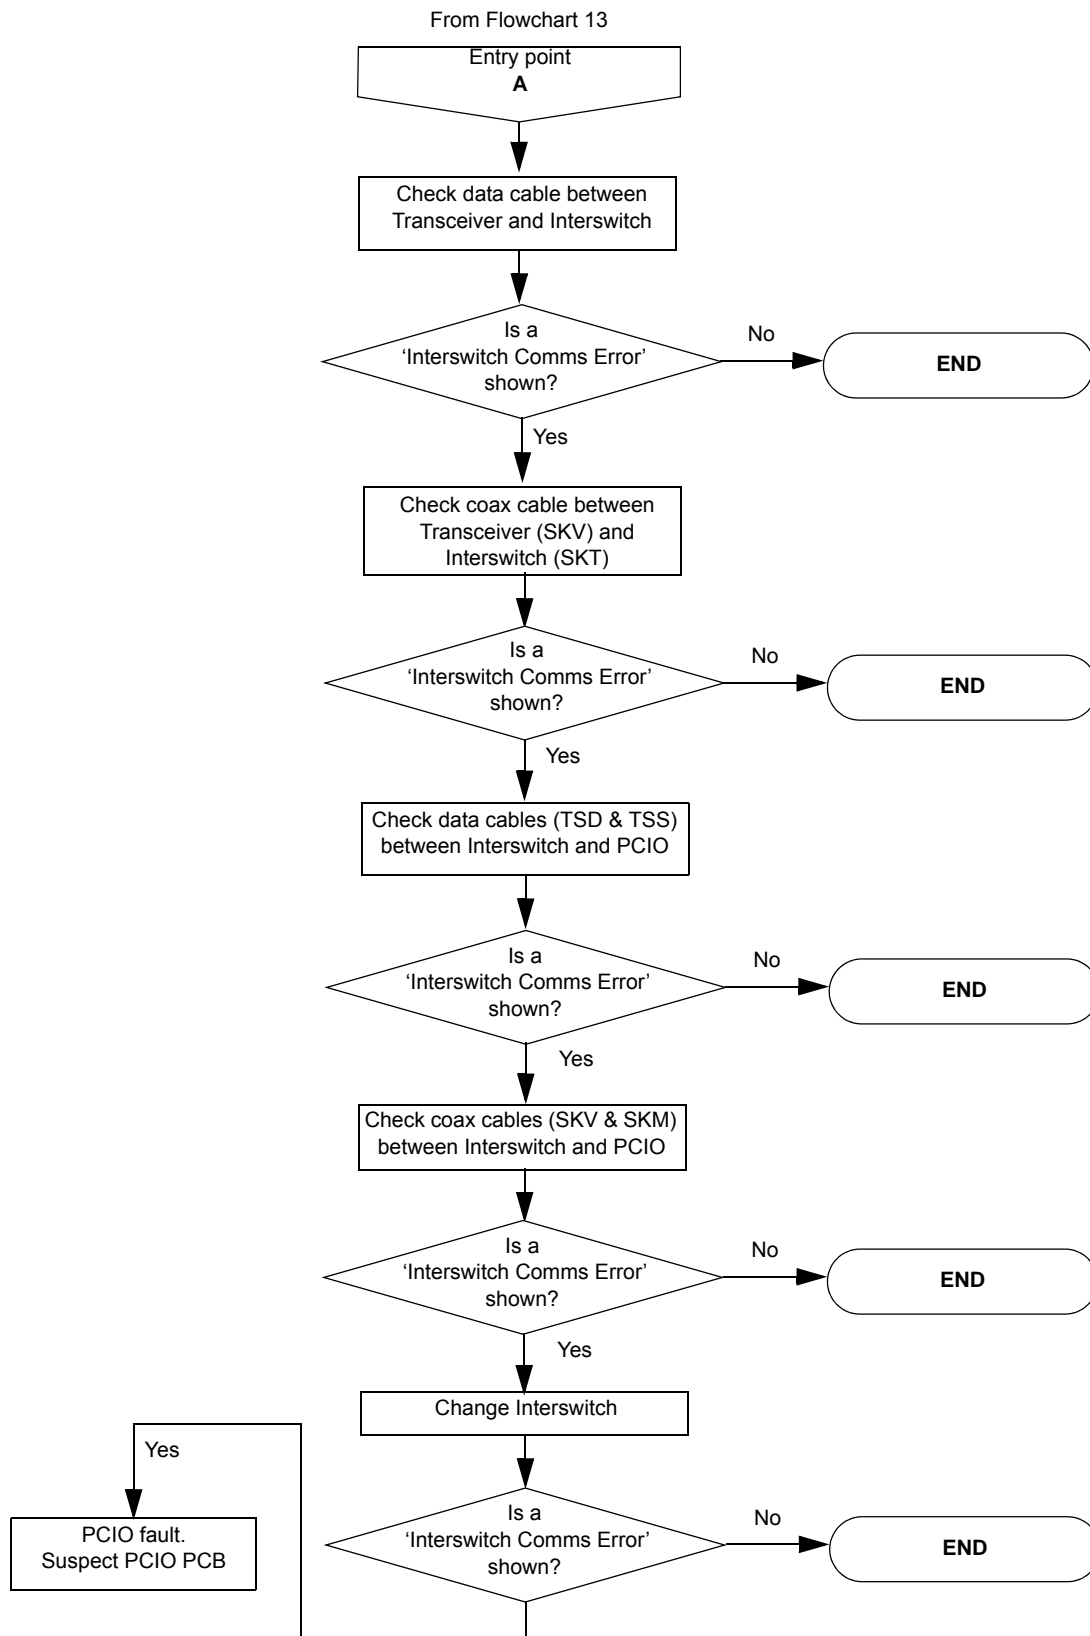 From Flowchart 13
Entry point
A
Check data cable between
Transceiver and Interswitch
Is a
‘Interswitch Comms Error’
shown?
No
END
Yes
Check coax cable between
Transceiver (SKV) and
Interswitch (SKT)
Is a
‘Interswitch Comms Error’
shown?
No
END
Yes
Check data cables (TSD & TSS)
between Interswitch and PCIO
Is a
‘Interswitch Comms Error’
shown?
No
END
Yes
Check coax cables (SKV & SKM)
between Interswitch and PCIO
Is a
‘Interswitch Comms Error’
shown?
No
END
Yes
Change Interswitch
Is a
‘Interswitch Comms Error’
shown?
No
END
Yes
PCIO fault.
Suspect PCIO PCB